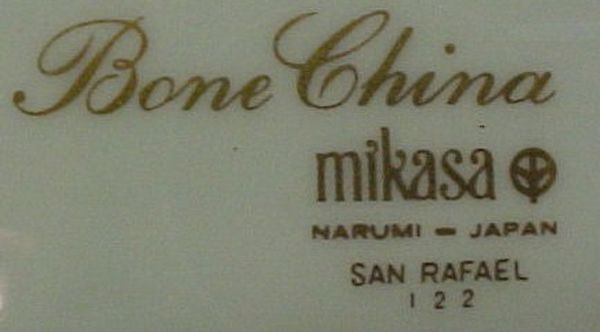 Bone China
mikasa
NARUMI - JAPAN
SAN RAFAEL
122